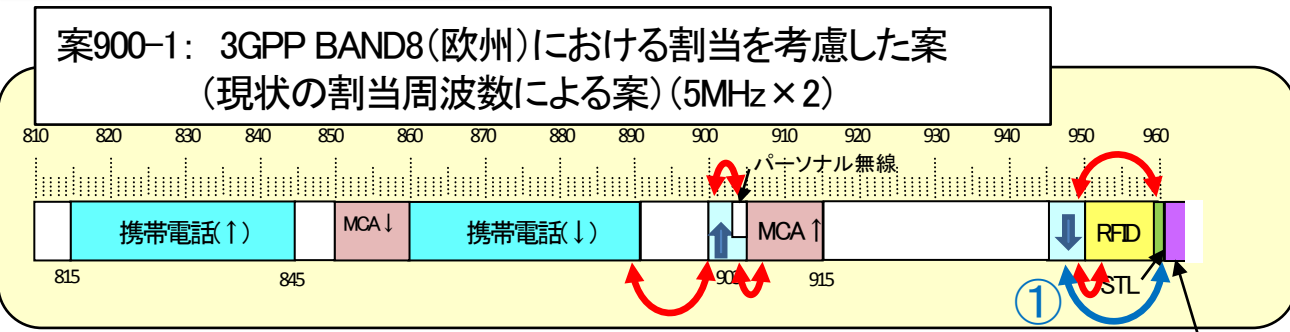 案900-1: 3GPP BAND8(欧州)における割当を考慮した案
(現状の割当周波数による案)(5MHz×2)
810 820 830 840 850 860 870 880 890 900 910 920 930 940 950 960
パーソナル無線
携帯電話(↑) MCA↓ 携帯電話(↓) MCA↑ RFID
815 845 915 STL
①